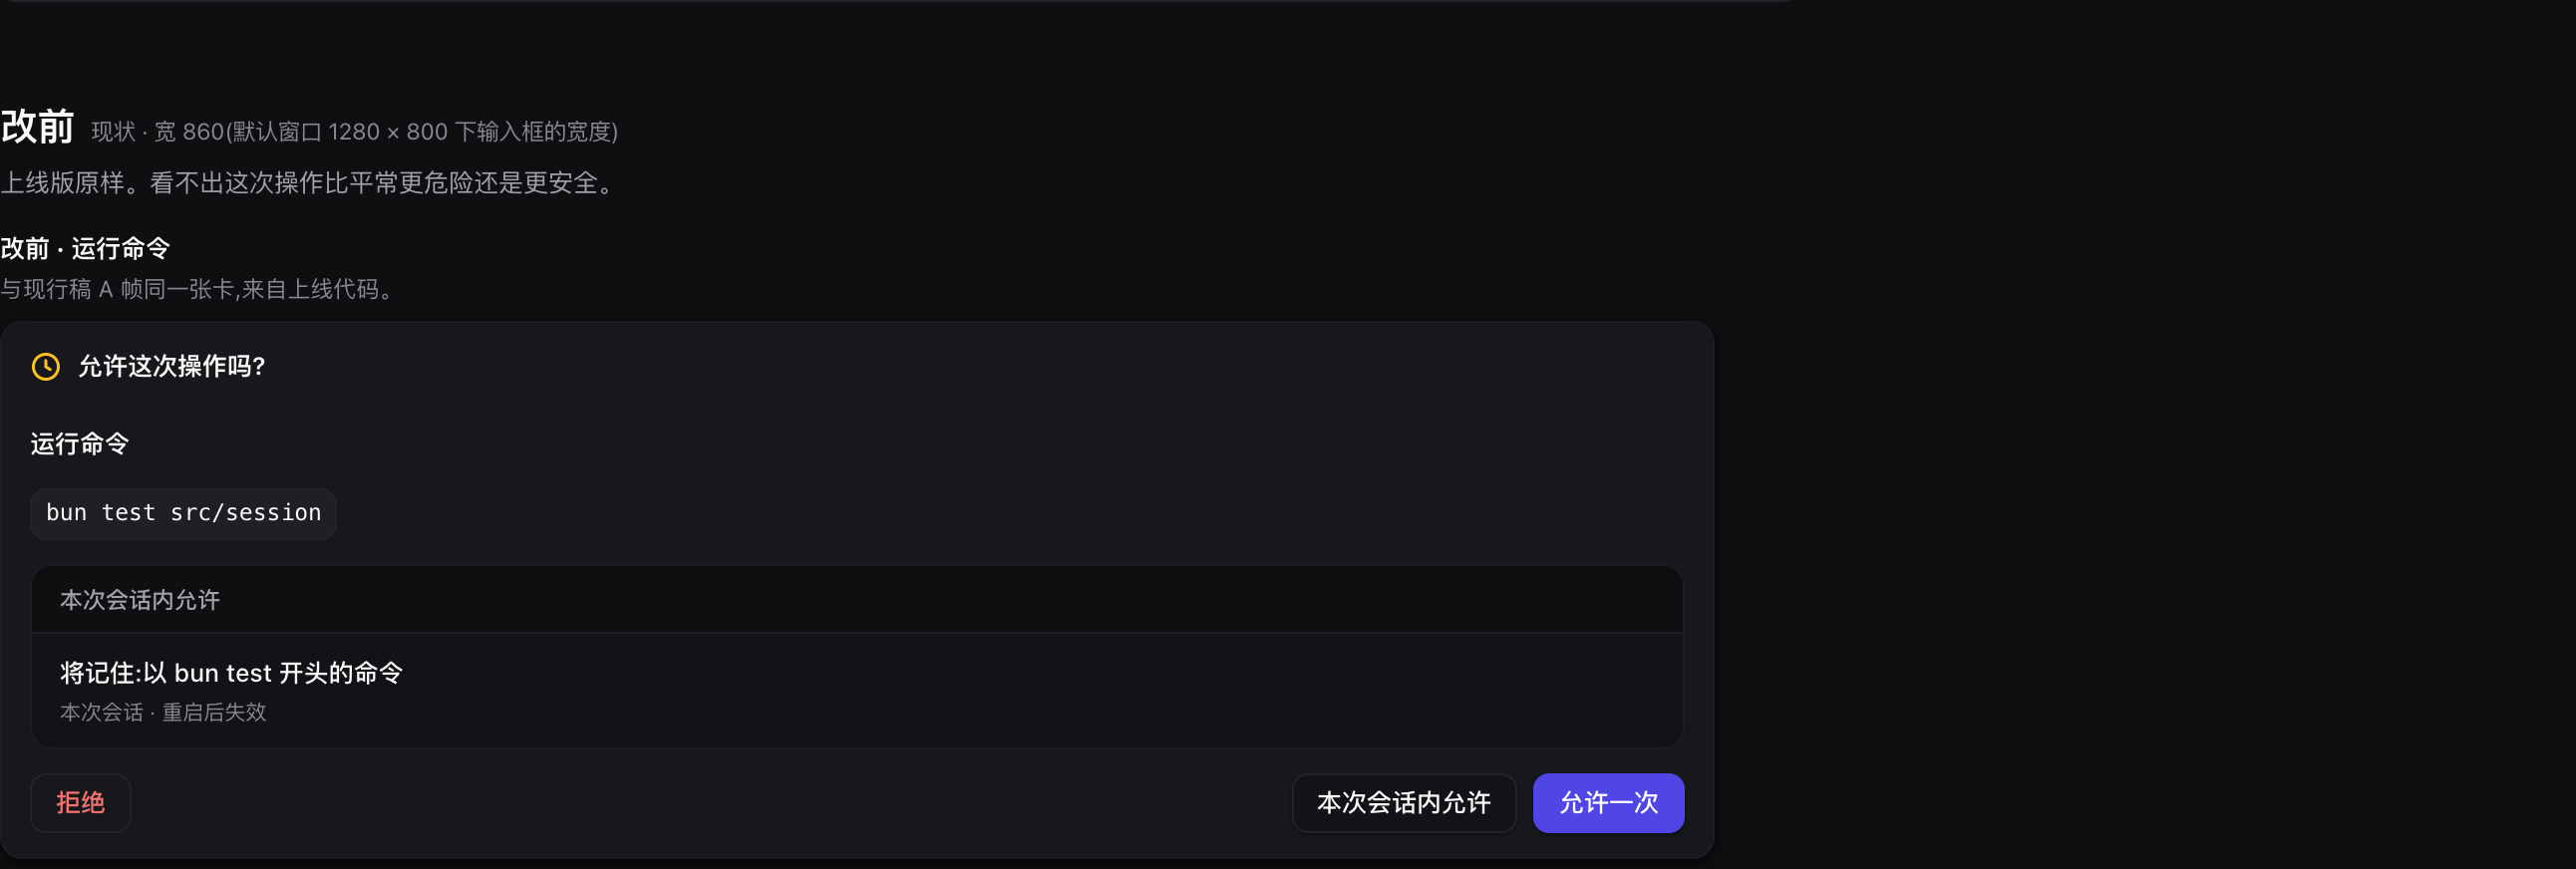 改前 现状 · 宽 860(默认窗口 1280 × 800 下输入框的宽度)
上线版原样。看不出这次操作比平常更危险还是更安全。
改前 · 运行命令
与现行稿 A 帧同一张卡,来自上线代码。
允许这次操作吗?
运行命令
bun test src/session
本次会话内允许
将记住:以 bun test 开头的命令
本次会话 · 重启后失效
拒绝 本次会话内允许 允许一次